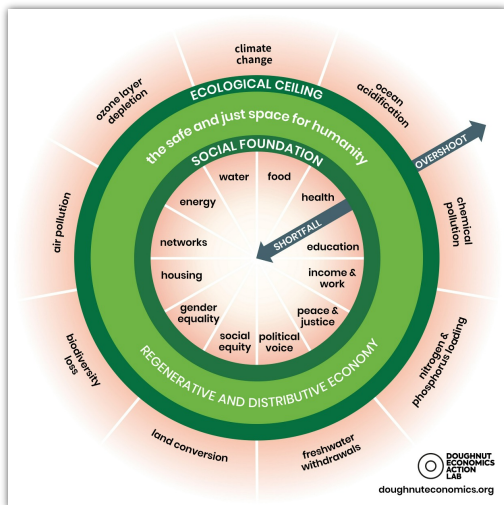 climate
change
ocean
acidification
chemical
pollution
nitrogen &
phosphorus loading
freshwater
withdrawals
land conversion
biodiversity
loss
air pollution
ozone layer
depletion
ECOLOGICAL CEILING
the safe and just space for humanity
SOCIAL FOUNDATION
OVERSHOOT
SHORTFALL
water
food
health
education
income &
work
peace &
justice
political
voice
social
equity
gender
equality
housing
networks
energy
REGENERATIVE AND DISTRIBUTIVE ECONOMY
DOUGHNUT
ECONOMICS
ACTION
LAB
doughnuteconomics.org